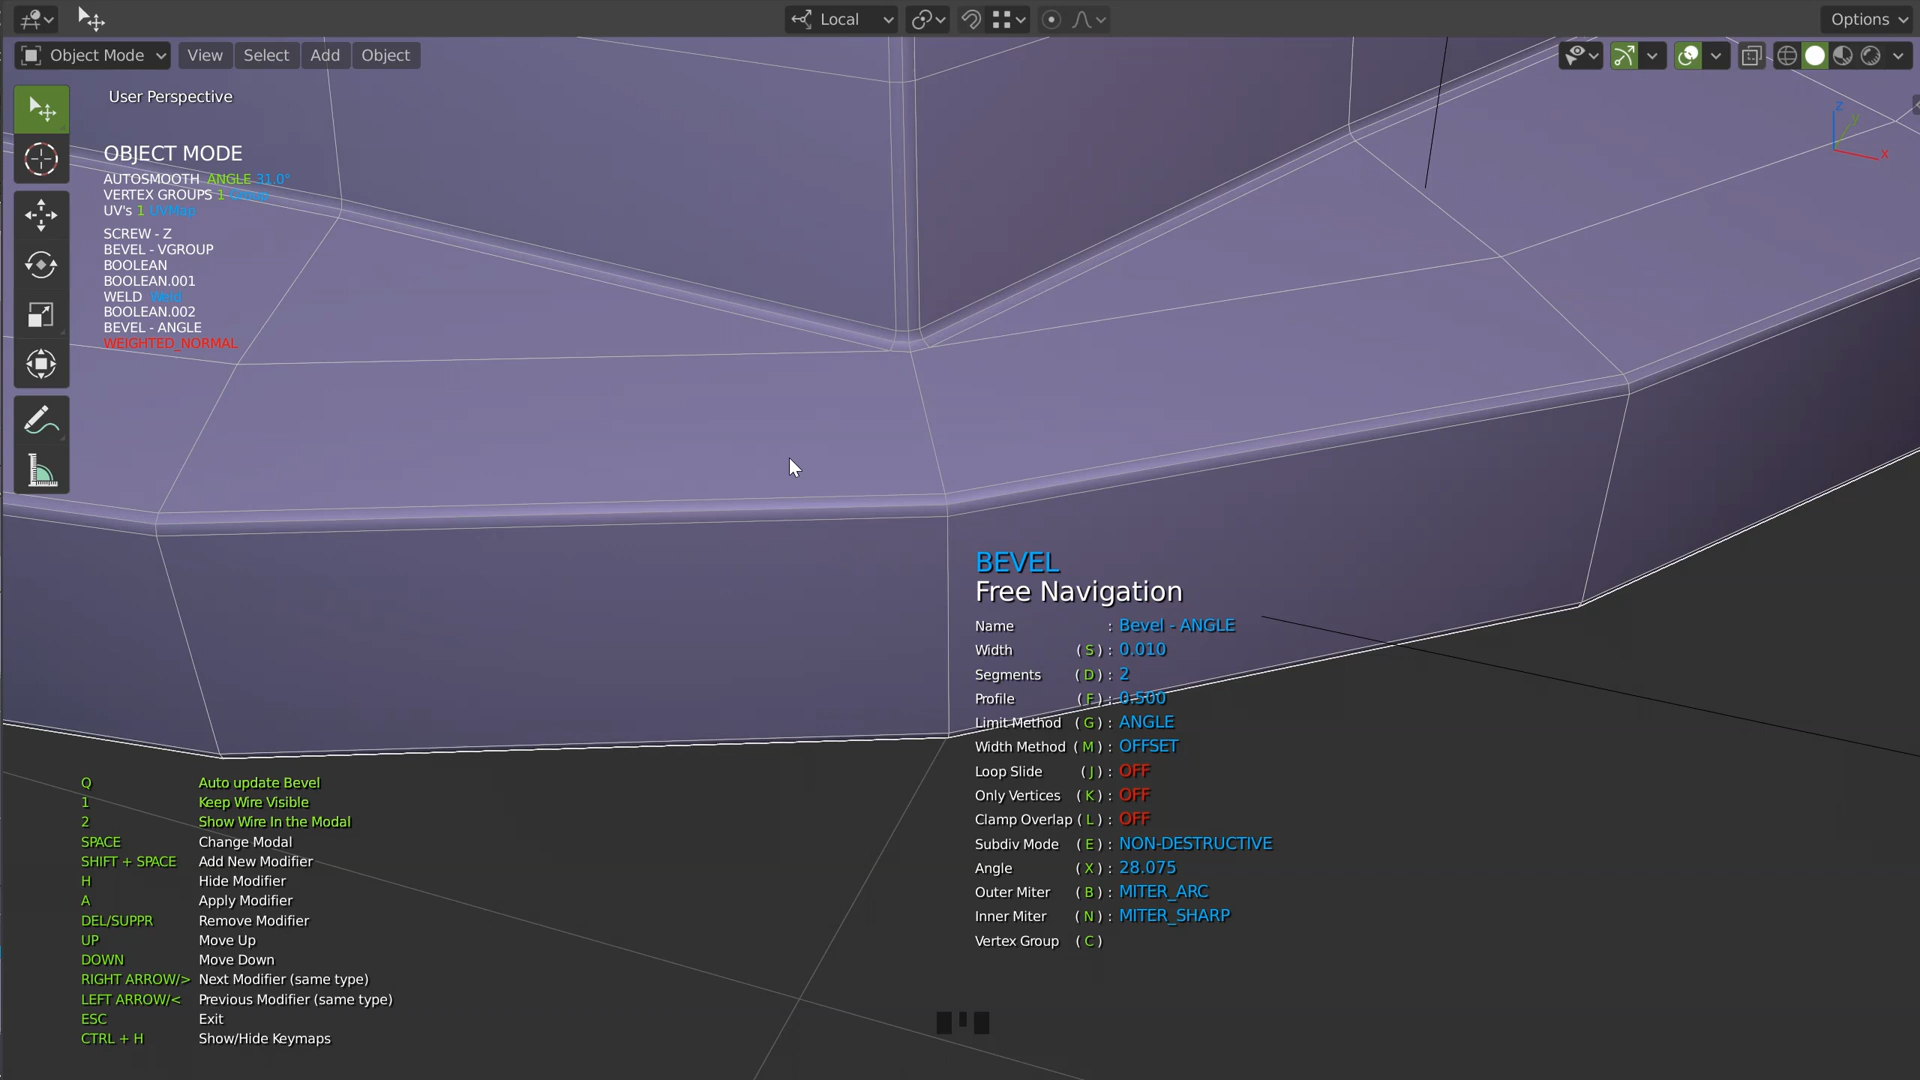 Local
Options
Object Mode
View
Select
Add
Object
User Perspective
z
y
x
OBJECT MODE
AUTOSMOOTH ANGLE 31.0°
VERTEX GROUPS 1
UV's 1 UVMap
SCREW - Z
BEVEL - VGROUP
BOOLEAN
BOOLEAN.001
WELD Weld
BOOLEAN.002
BEVEL - ANGLE
WEIGHTED_NORMAL
BEVEL
Free Navigation
Name : Bevel - ANGLE
Width ( S ) : 0.010
Segments ( D ) : 2
Profile ( F ) : 0.500
Limit Method ( G ) : ANGLE
Width Method ( M ) : OFFSET
Loop Slide ( J ) : OFF
Only Vertices ( K ) : OFF
Clamp Overlap ( L ) : OFF
Subdiv Mode ( E ) : NON-DESTRUCTIVE
Angle ( X ) : 28.075
Outer Miter ( B ) : MITER_ARC
Inner Miter ( N ) : MITER_SHARP
Vertex Group ( C )
Q Auto update Bevel
1 Keep Wire Visible
2 Show Wire In the Modal
SPACE Change Modal
SHIFT + SPACE Add New Modifier
H Hide Modifier
A Apply Modifier
DEL/SUPPR Remove Modifier
UP Move Up
DOWN Move Down
RIGHT ARROW/> Next Modifier (same type)
LEFT ARROW/< Previous Modifier (same type)
ESC Exit
CTRL + H Show/Hide Keymaps